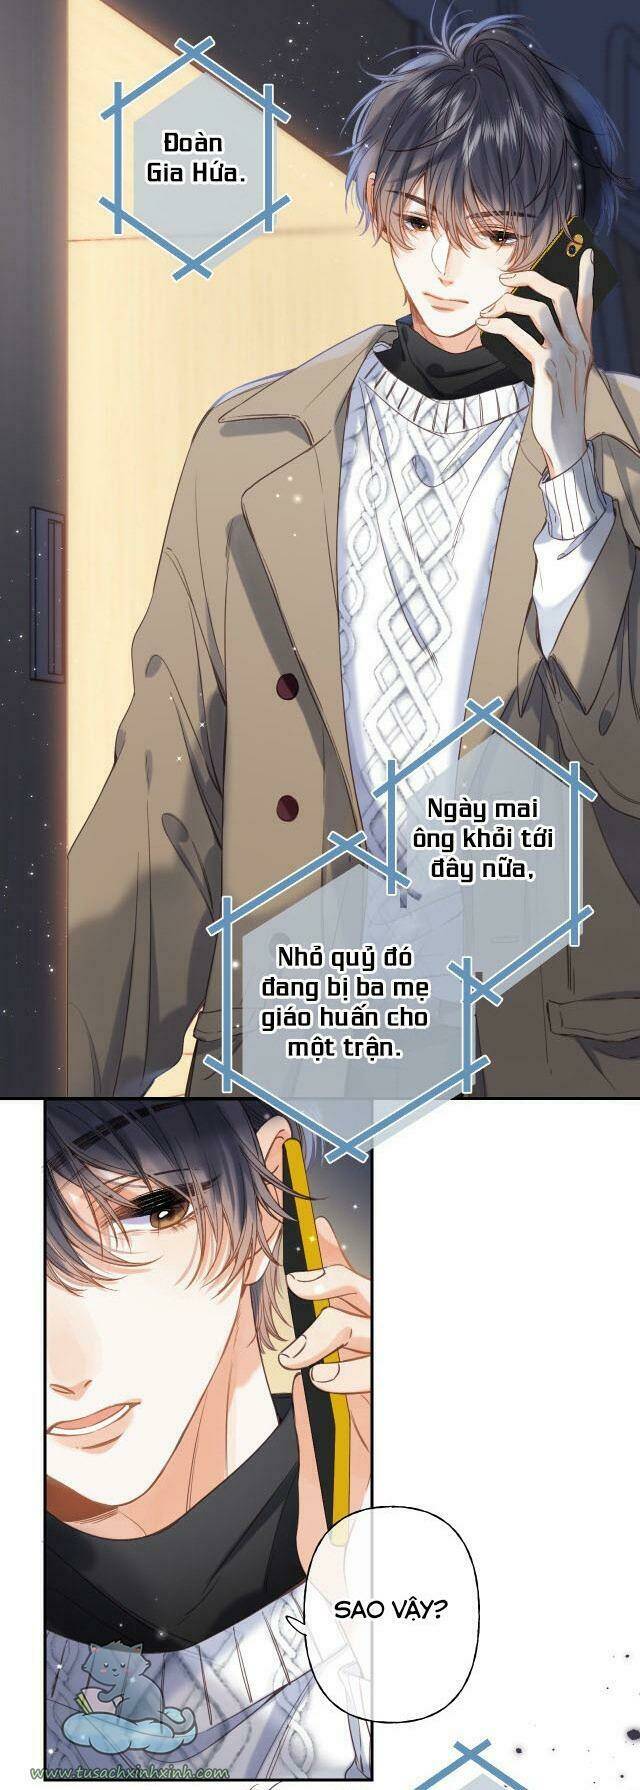 Đoàn
Gia Hứa.
Ngày mai
ông khỏi tới
đây nữa,
Nhỏ quỷ đó
đang bị ba mẹ
giáo huấn cho
một trận.
SAO VẬY?
www.tusachxinhxinh.com